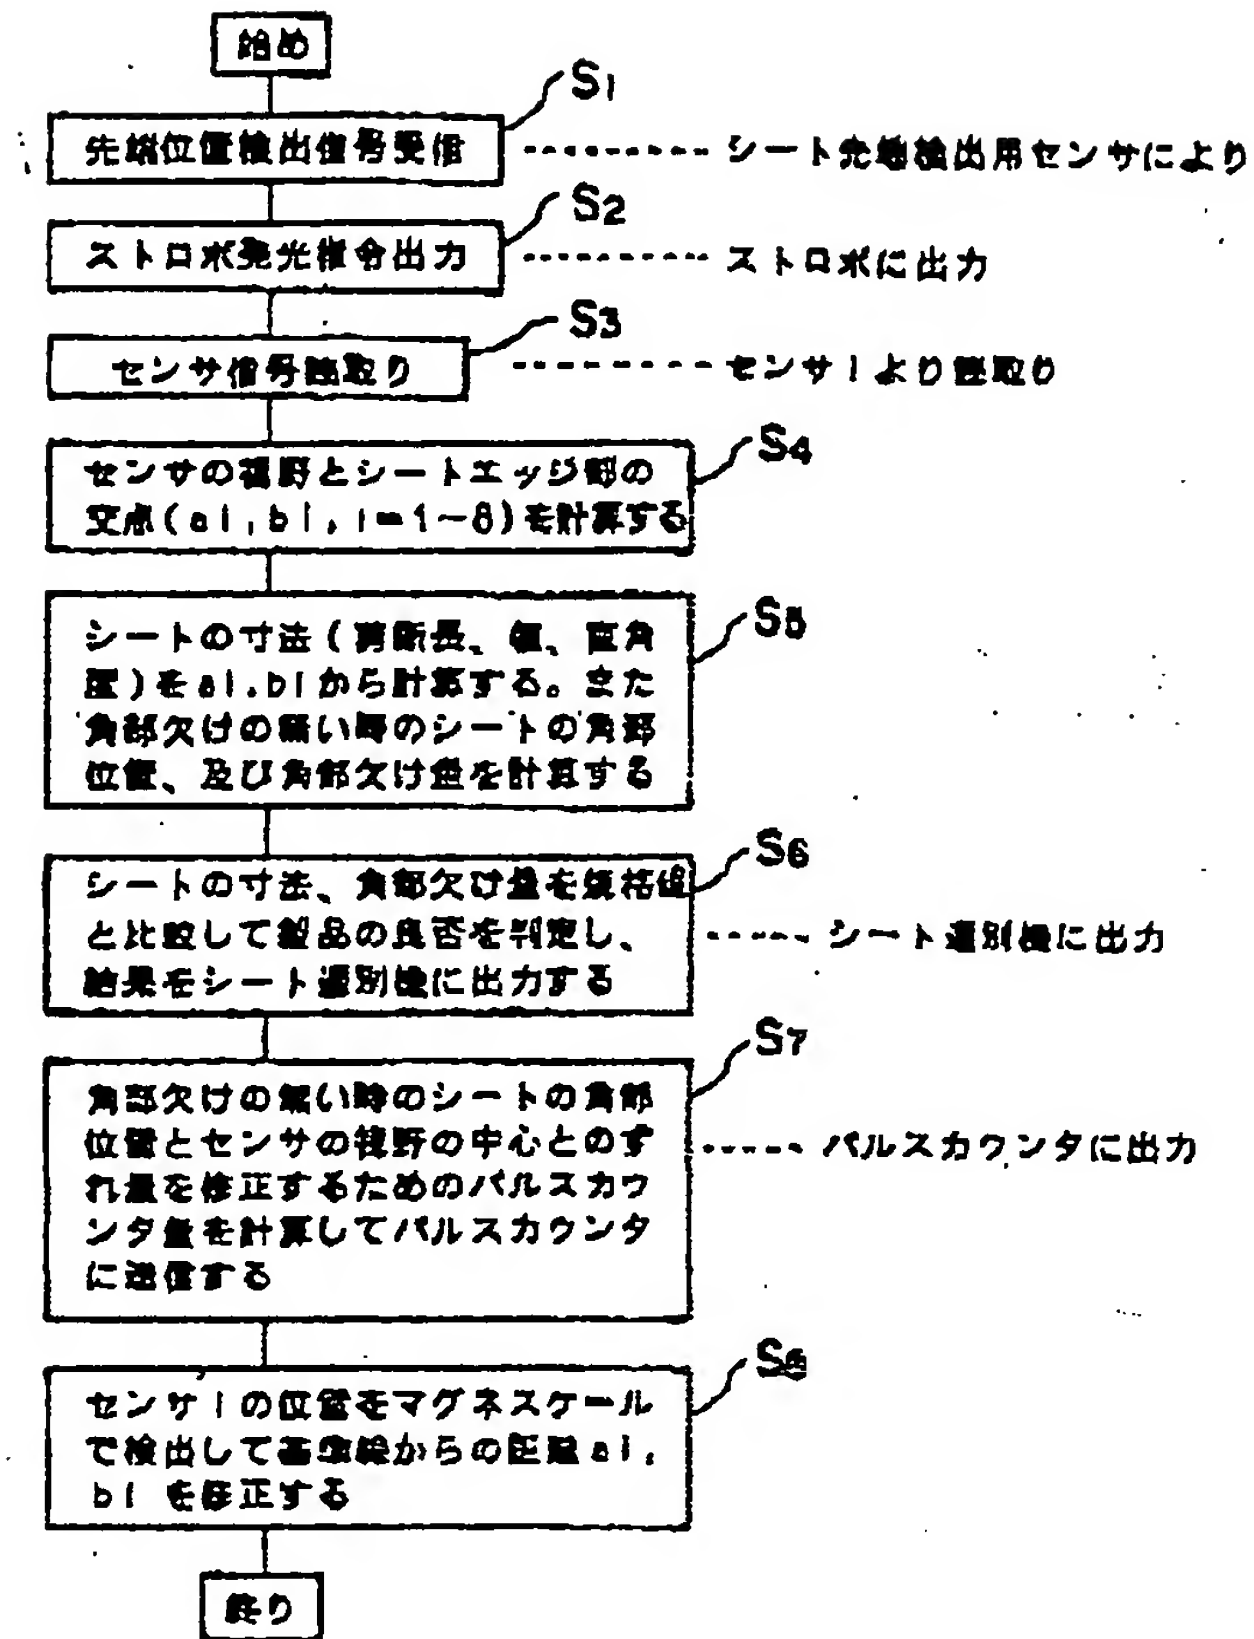 始め
S1
先端位置検出信号受信
シート先端検出用センサにより
S2
ストロボ発光指令出力
ストロボに出力
S3
センサ信号読取り
センサiより読取り
S4
センサの視野とシートエッジ部の
交点(ai,bi,i=1~8)を計算する
S5
シートの寸法(剪断長、幅、直角
度)をai.biから計算する。また
角部欠けの無い時のシートの角部
位置、及び角部欠け量を計算する
S6
シートの寸法、角部欠け量を規格値
と比較して製品の良否を判定し、
結果をシート選別機に出力する
シート選別機に出力
S7
角部欠けの無い時のシートの角部
位置とセンサの視野の中心とのず
れ量を修正するためのパルスカウ
ンタ量を計算してパルスカウンタ
に送信する
パルスカウンタに出力
S8
センサiの位置をマグネスケール
で検出して基準線からの距離ai,
biを修正する
終り